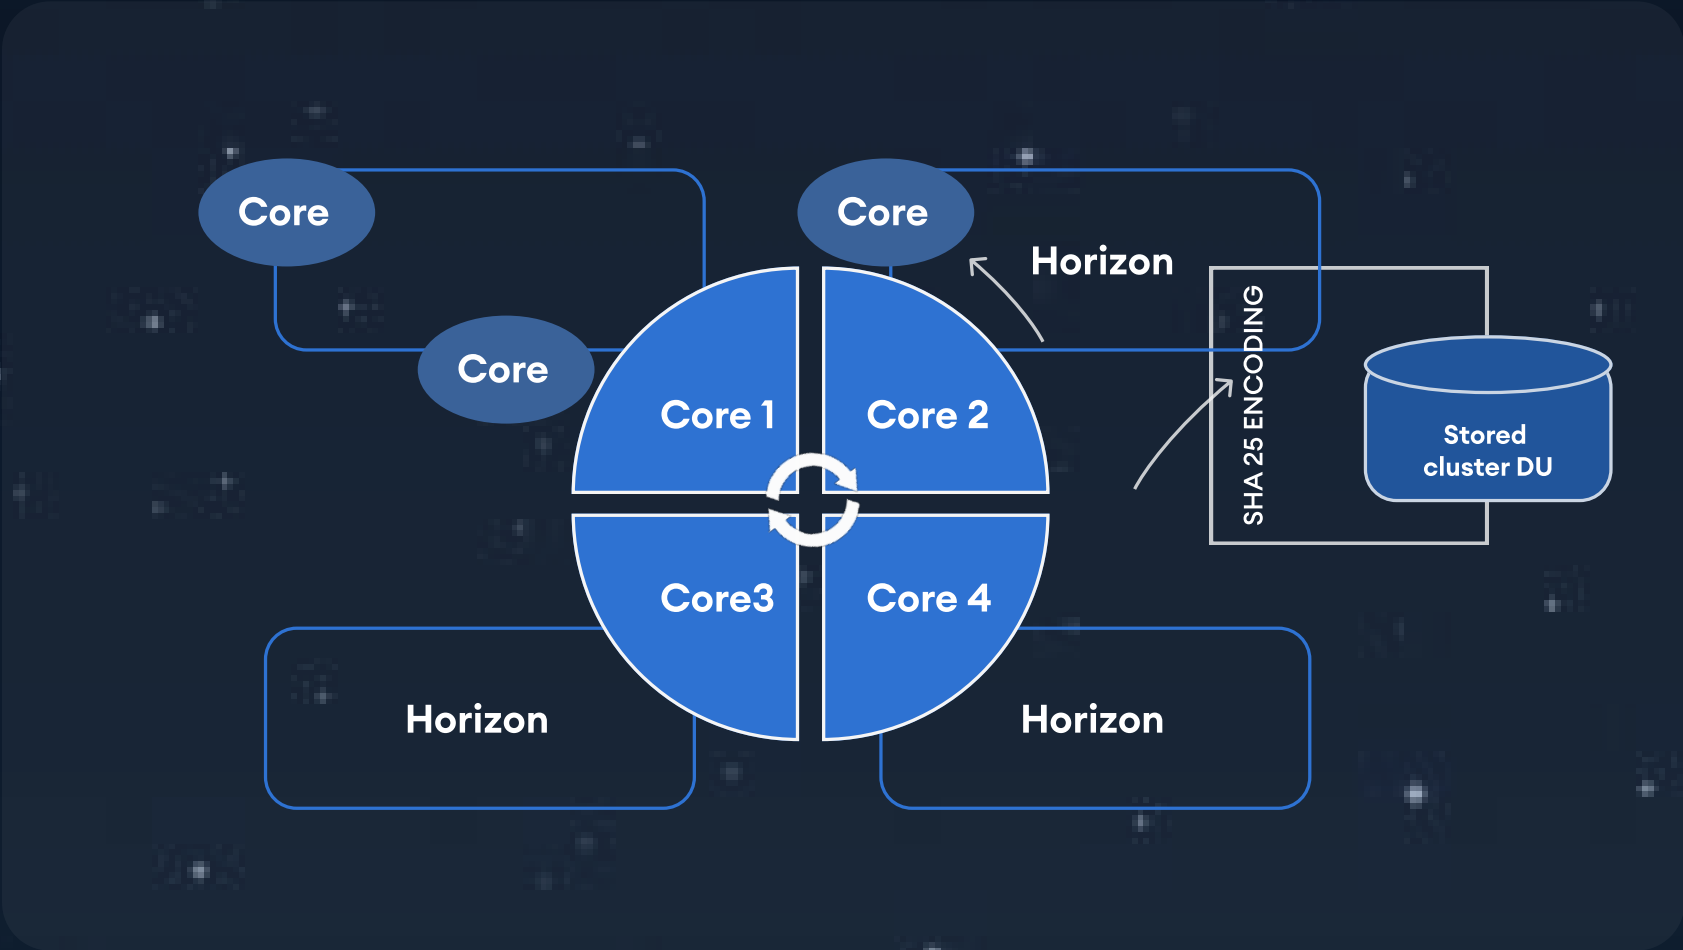 Core
Core
Horizon
SHA 25 ENCODING
Core
Core 1
Core 2
Stored
cluster DU
Core3
Core 4
Horizon
Horizon